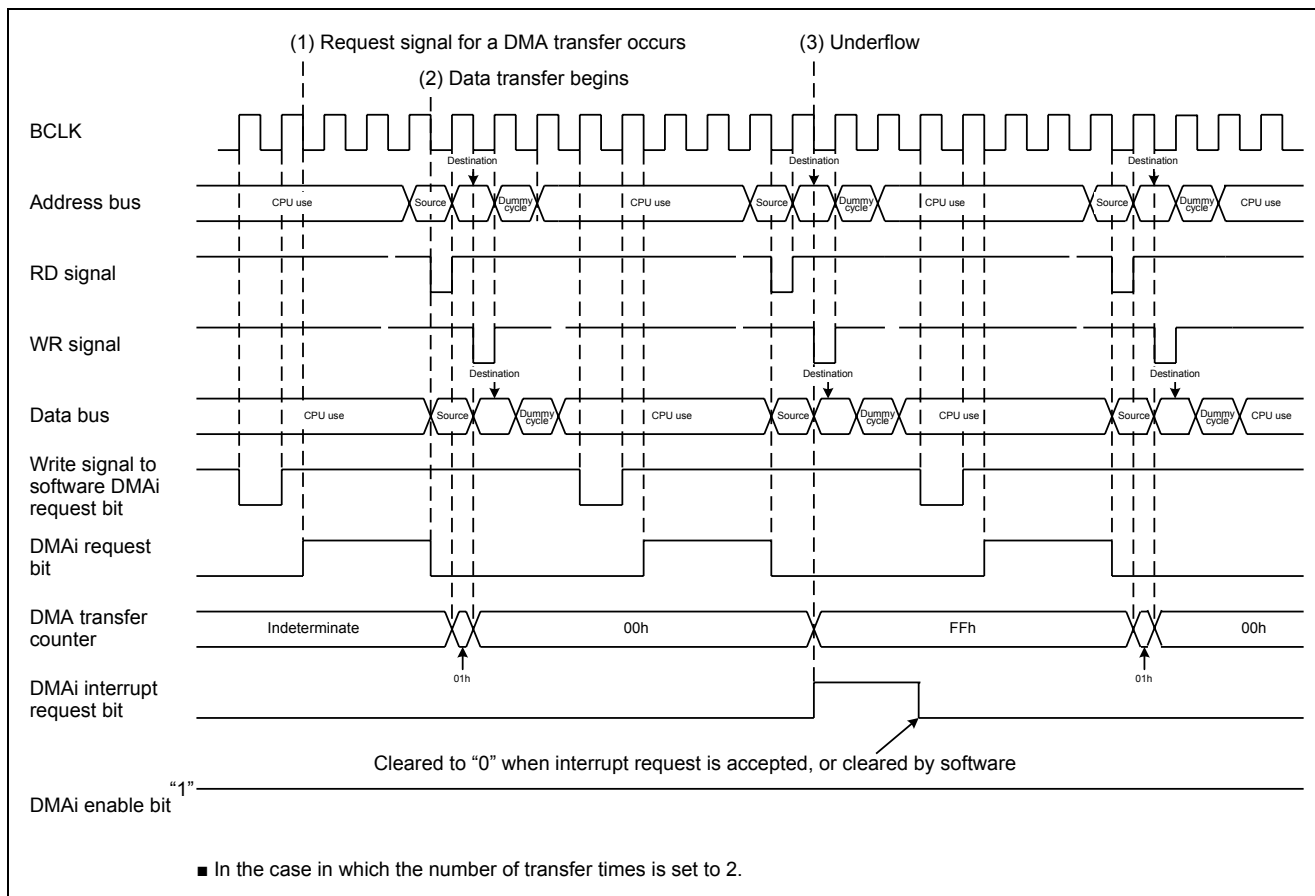 (1) Request signal for a DMA transfer occurs
(3) Underflow
(2) Data transfer begins
BCLK
Destination
Destination
Destination
Address bus
CPU use
Source
Dummy
cycle
CPU use
Source
Dummy
cycle
CPU use
Source
Dummy
cycle
CPU use
RD signal
WR signal
Destination
Destination
Destination
Data bus
CPU use
Source
Dummy
cycle
CPU use
Source
Dummy
cycle
CPU use
Source
Dummy
cycle
CPU use
Write signal to
software DMAi
request bit
DMAi request
bit
DMA transfer
counter
Indeterminate
00h
FFh
00h
01h
01h
DMAi interrupt
request bit
Cleared to “0” when interrupt request is accepted, or cleared by software
“1”
DMAi enable bit
■ In the case in which the number of transfer times is set to 2.